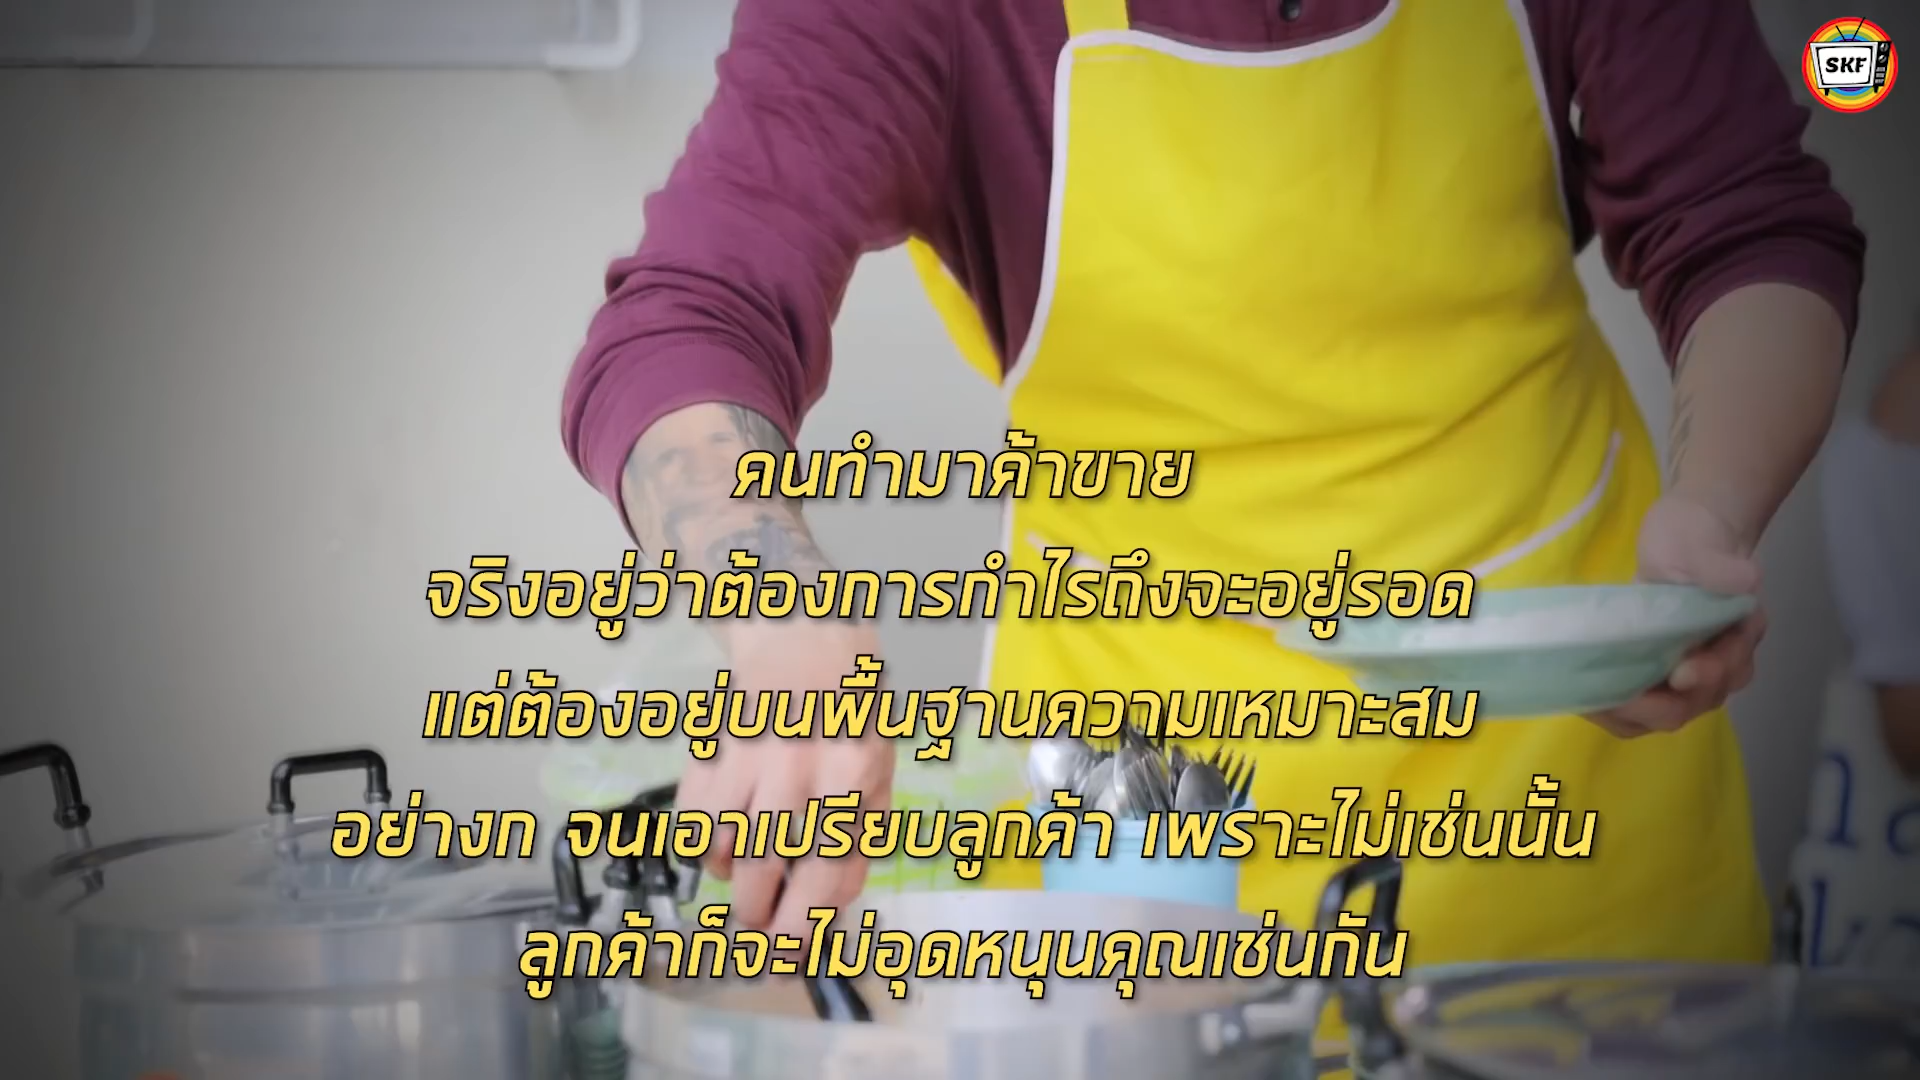 SKF
คนทำมาค้าขาย
จริงอยู่ว่าต้องการกำไรถึงจะอยู่รอด
แต่ต้องอยู่บนพื้นฐานความเหมาะสม
อย่างก จนเอาเปรียบลูกค้า เพราะไม่เช่นนั้น
ลูกค้าก็จะไม่อุดหนุนคุณเช่นกัน